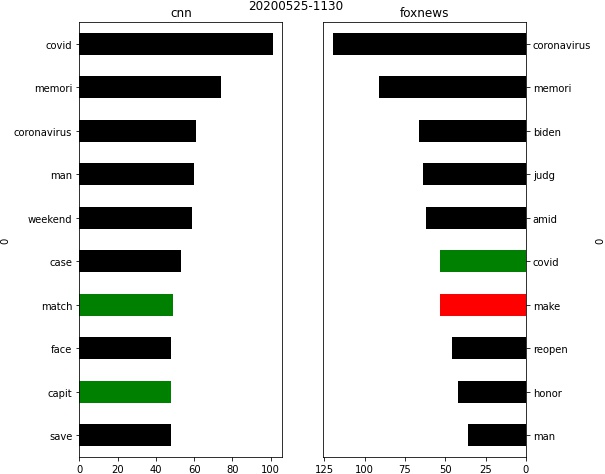 20200525-1130
cnn
foxnews
covid
memori
coronavirus
man
weekend
case
match
face
capit
save
0
0 20 40 60 80 100
coronavirus
memori
biden
judg
amid
covid
make
reopen
honor
man
0
125 100 75 50 25 0